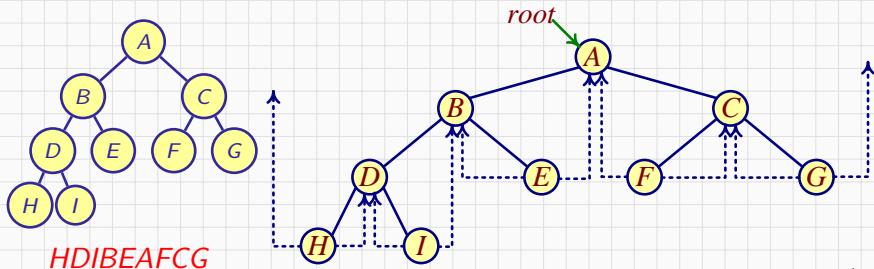 root
A
B C
D E F G
H I
HDIBEAFCG
A
B C
D E F G
H I